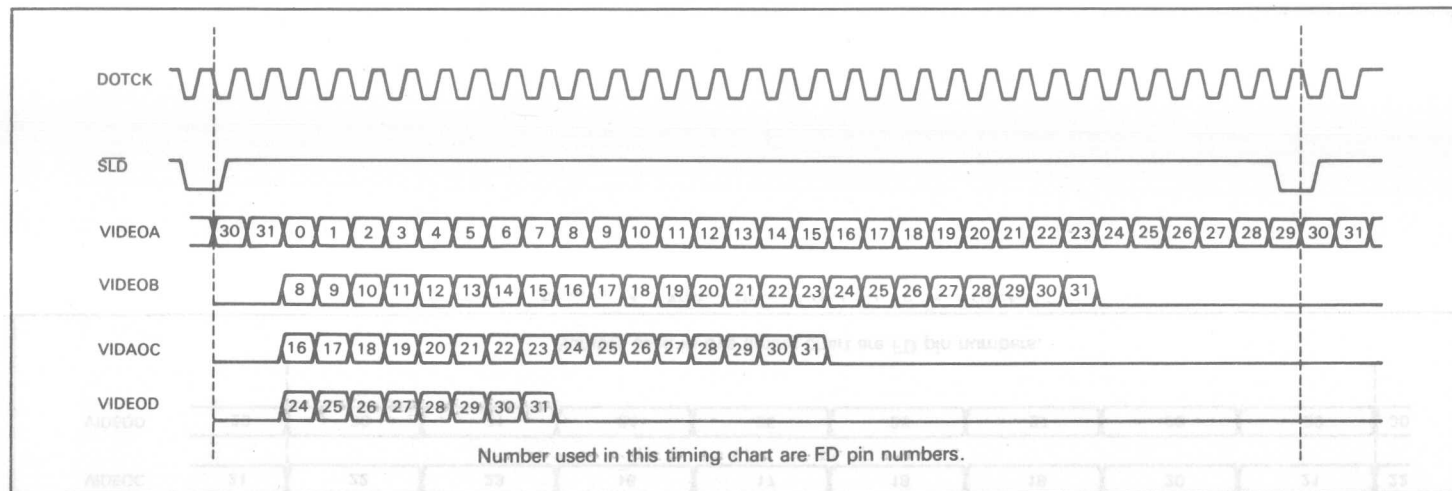 DOTCK
SLD
VIDEOA 30 31 0 1 2 3 4 5 6 7 8 9 10 11 12 13 14 15 16 17 18 19 20 21 22 23 24 25 26 27 28 29 30 31
VIDEOB 8 9 10 11 12 13 14 15 16 17 18 19 20 21 22 23 24 25 26 27 28 29 30 31
VIDAOC 16 17 18 19 20 21 22 23 24 25 26 27 28 29 30 31
VIDEOD 24 25 26 27 28 29 30 31
Number used in this timing chart are FD pin numbers.